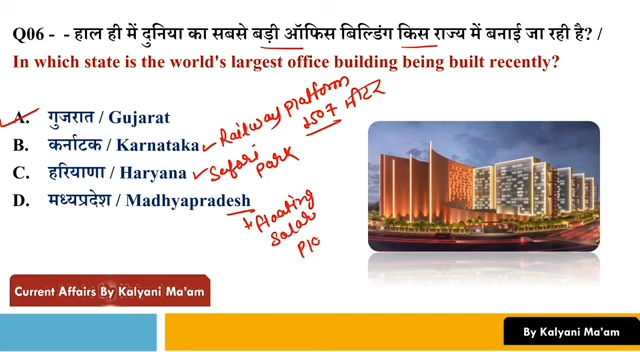 Q06 - - हाल ही में दुनिया का सबसे बड़ी ऑफिस बिल्डिंग किस राज्य में बनाई जा रही है? /
In which state is the world's largest office building being built recently?
A. गुजरात / Gujarat
B. कर्नाटक / Karnataka
Railway platform
1507 मीटर
C. हरियाणा / Haryana
Safari
park
D. मध्यप्रदेश / Madhyapradesh
floating
Solar
Current Affairs By Kalyani Ma'am
By Kalyani Ma'am